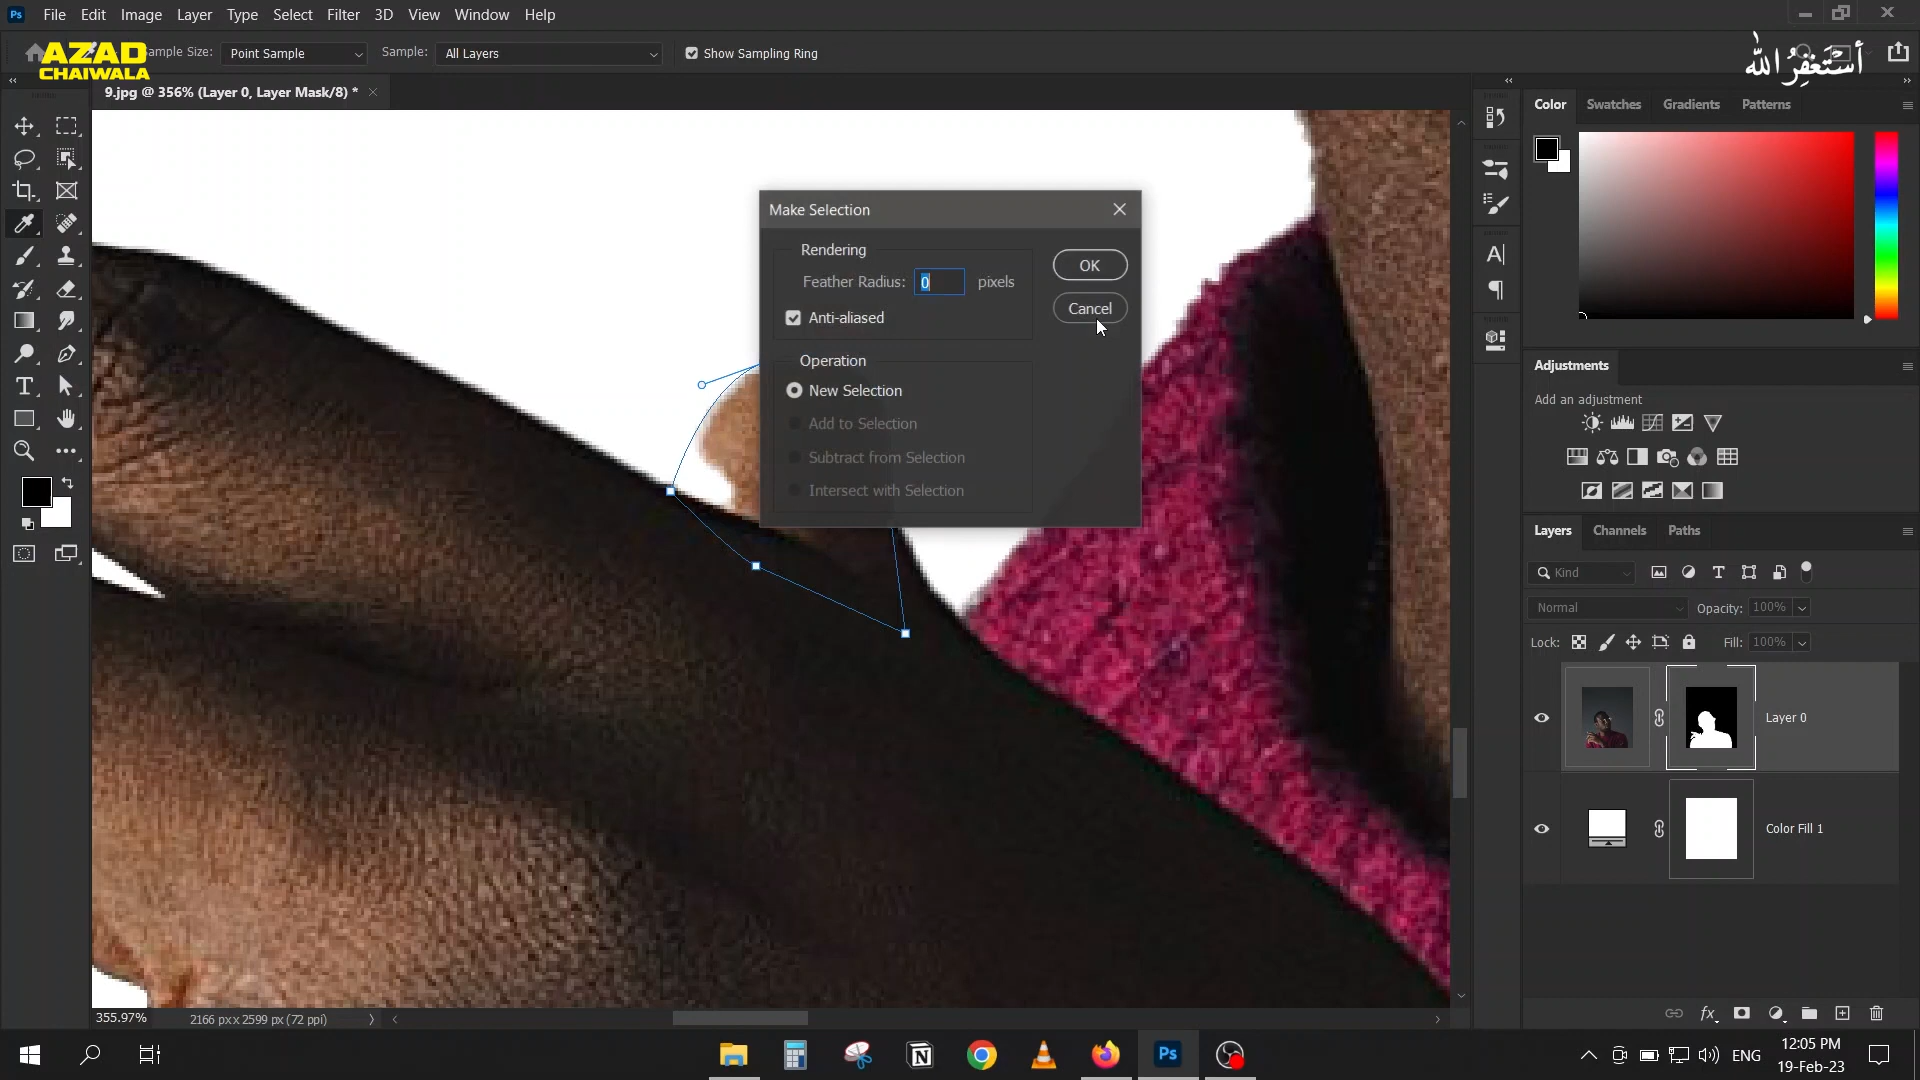 Ps File Edit Image Layer Type Select Filter 3D View Window Help
AZAD
CHAIWALA
Sample Size: Point Sample Sample: All Layers Show Sampling Ring
أستغفر الله
9.jpg @ 356% (Layer 0, Layer Mask/8) *
Color Swatches Gradients Patterns
Make Selection
Rendering
Feather Radius: 0 pixels
Anti-aliased
OK
Cancel
Operation
New Selection
Add to Selection
Subtract from Selection
Intersect with Selection
Adjustments
Add an adjustment
Layers Channels Paths
Kind
Normal Opacity: 100%
Lock: Fill: 100%
Layer 0
Color Fill 1
355.97% 2166 px x 2599 px (72 ppi)
ENG
12:05 PM
19-Feb-23